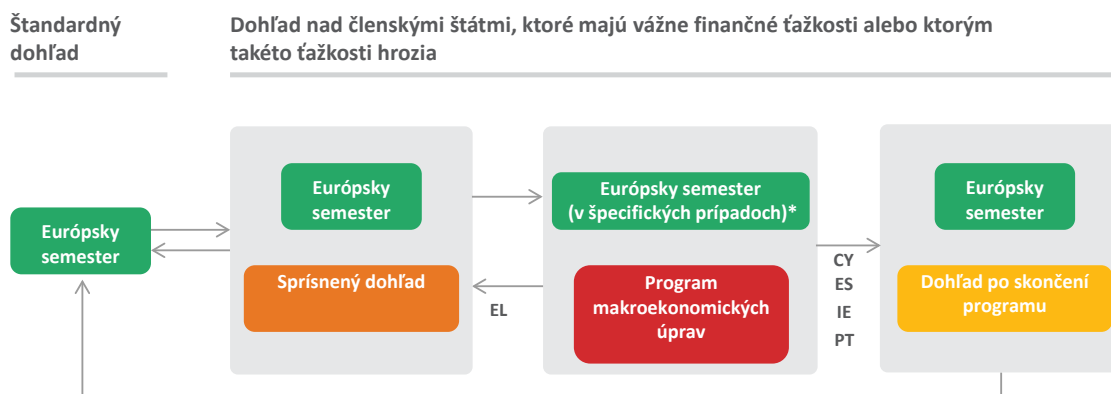 Štandardný
dohľad
Dohľad nad členskými štátmi, ktoré majú vážne finančné ťažkosti alebo ktorým
takéto ťažkosti hrozia
Európsky
semester
Európsky
semester
Sprísnený dohľad
EL
Európsky semester
(v špecifických prípadoch)*
Program
makroekonomických
úprav
CY
ES
IE
PT
Európsky
semester
Dohľad po skončení
programu